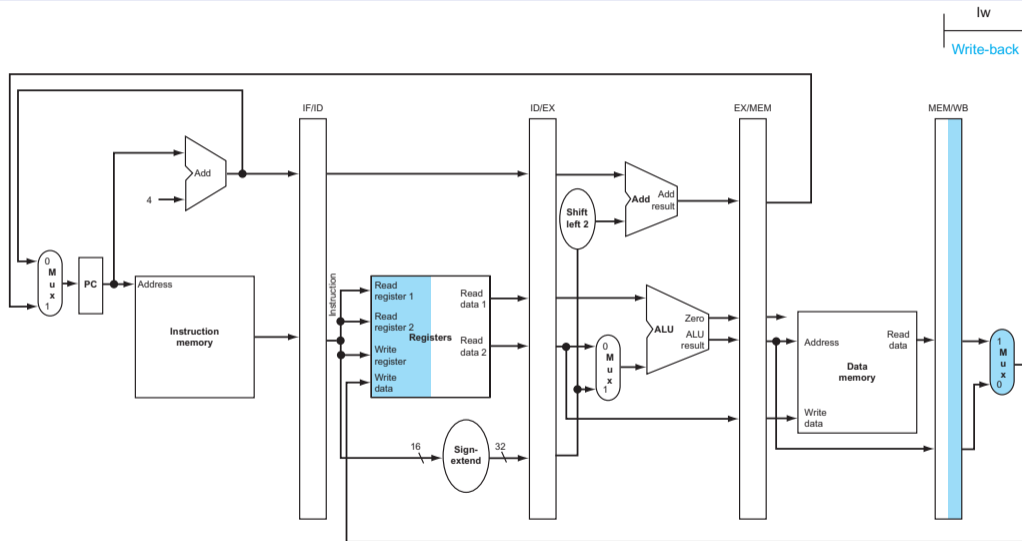 lw
Write-back
IF/ID
ID/EX
EX/MEM
MEM/WB
Add
4
Shift
left 2
Add
Add
result
0
M
u
x
1
PC
Address
Instruction
memory
Instruction
Read
register 1
Read
register 2
Write
register
Write
data
Registers
Read
data 1
Read
data 2
16
Sign-
extend
32
0
M
u
x
1
Zero
ALU
ALU
result
Address
Read
data
Data
memory
Write
data
1
M
u
x
0